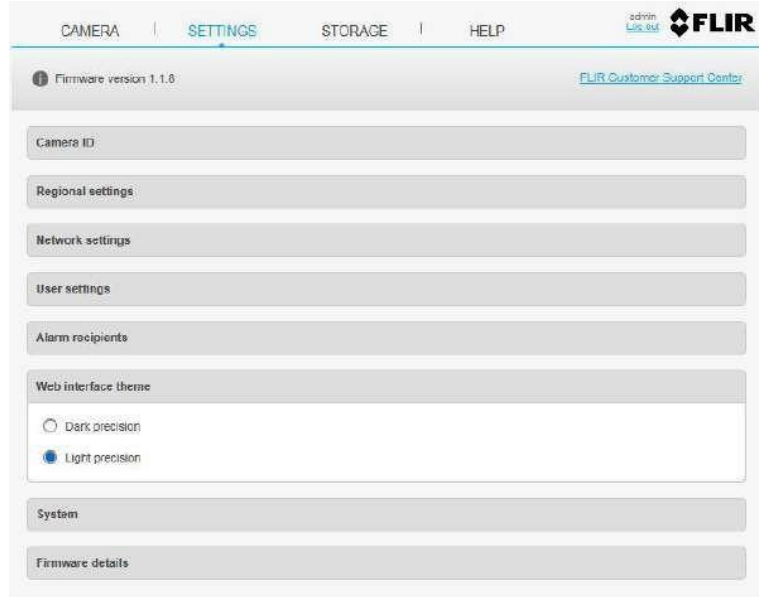 CAMERA | SETTINGS STORAGE | HELP admin
Log out FLIR
Firmware version 1.1.8 FLIR Customer Support Center
Camera ID
Regional settings
Network settings
User settings
Alarm recipients
Web interface theme
Dark precision
Light precision
System
Firmware details